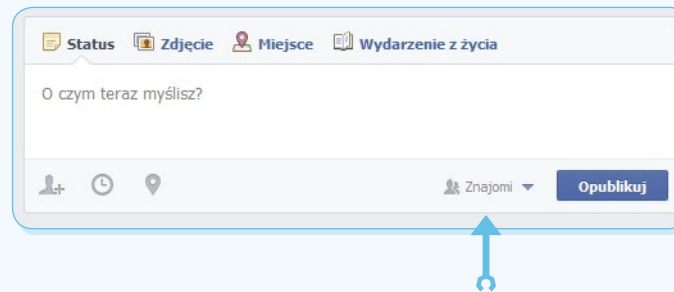 Status Zdjęcie Miejsce Wydarzenie z życia
O czym teraz myślisz?
Znajomi Opublikuj